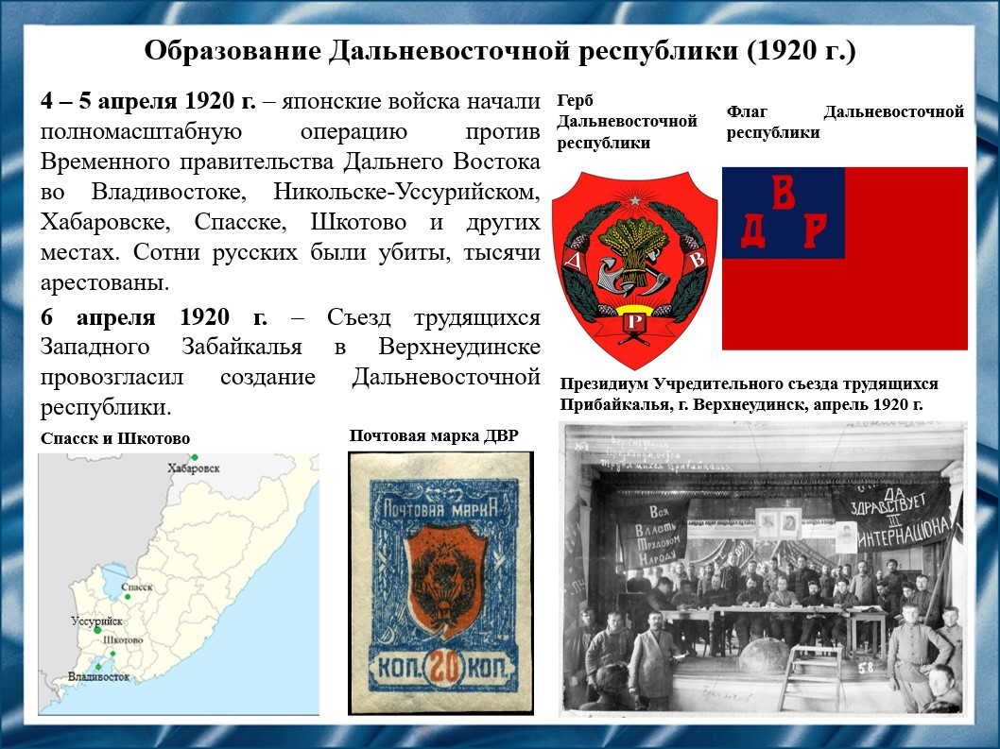 Образование Дальневосточной республики (1920 г.)
4 – 5 апреля 1920 г. – японские войска начали
полномасштабную операцию против
Временного правительства Дальнего Востока
во Владивостоке, Никольске-Уссурийском,
Хабаровске, Спасске, Шкотово и других
местах. Сотни русских были убиты, тысячи
арестованы.
6 апреля 1920 г. – Съезд трудящихся
Западного Забайкалья в Верхнеудинске
провозгласил создание Дальневосточной
республики.
Герб
Дальневосточной
республики
Д
В
Р
Флаг Дальневосточной
республики
В
Д Р
Спасск и Шкотово
Хабаровск
Спасск
Уссурийск
Шкотово
Владивосток
Почтовая марка ДВР
Почтовая марка
КОП. 20 КОП.
Президиум Учредительного съезда трудящихся
Прибайкалья, г. Верхнеудинск, апрель 1920 г.
Трудящихся Прибайкалья
Вся
Власть
Трудовом
Народу
ДА
ЗДРАВСТВУЕТ
III
ИНТЕРНАЦИОНА
58